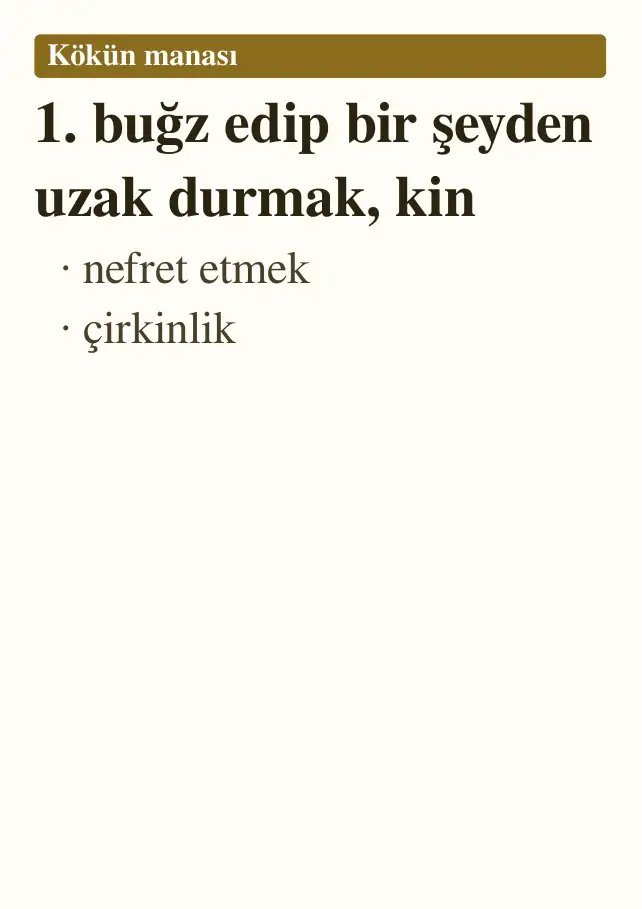 Kökün manası
1. buğz edip bir şeyden
uzak durmak, kin
· nefret etmek
· çirkinlik